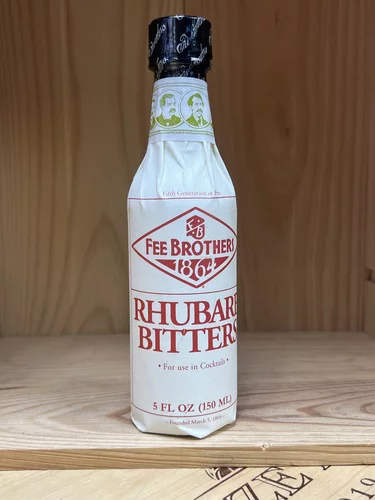 Fifth Generation of Fees
FB
FEE BROTHERS
1864
RHUBARB
BITTERS
• For use in Cocktails •
5 FL OZ (150 ML)
- Founded March 5, 1864 -